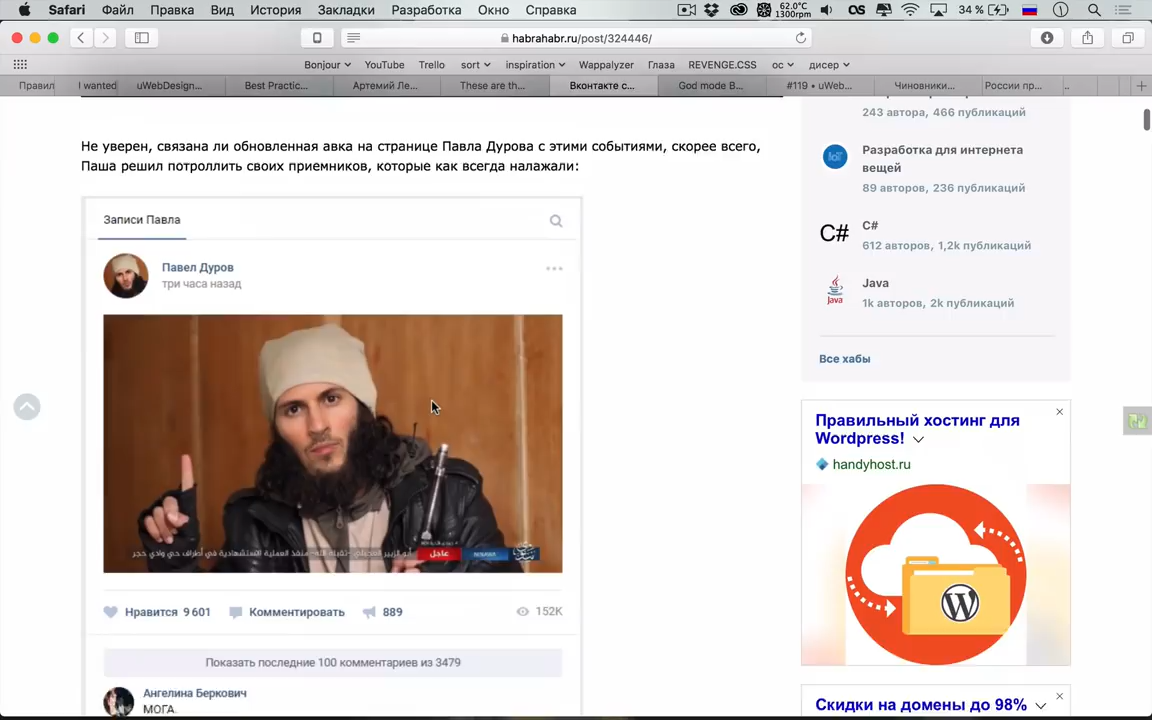 Safari Файл Правка Вид История Закладки Разработка Окно Справка
62.0°C
1300rpm
34 %
habrahabr.ru/post/324446/
Bonjour YouTube Trello sort inspiration Wappalyzer Глаза REVENGE.CSS ос дисер
Правил I wanted uWebDesign... Best Practic... Артемий Ле... These are th... Вконтакте с... God mode B... #119 • uWeb... Чиновники... России пр...
243 автора, 466 публикаций
Не уверен, связана ли обновленная авка на странице Павла Дурова с этими событиями, скорее всего,
Паша решил потроллить своих приемников, которые как всегда налажали:
Разработка для интернета
вещей
89 авторов, 236 публикаций
Записи Павла
C#
C#
612 авторов, 1,2k публикаций
Павел Дуров
три часа назад
Java
Java
1k авторов, 2k публикаций
Все хабы
Правильный хостинг для
Wordpress!
handyhost.ru
عاجل
Нравится 9 601 Комментировать 889 152K
Показать последние 100 комментариев из 3479
Ангелина Беркович
МОГА.
Скидки на домены до 98%